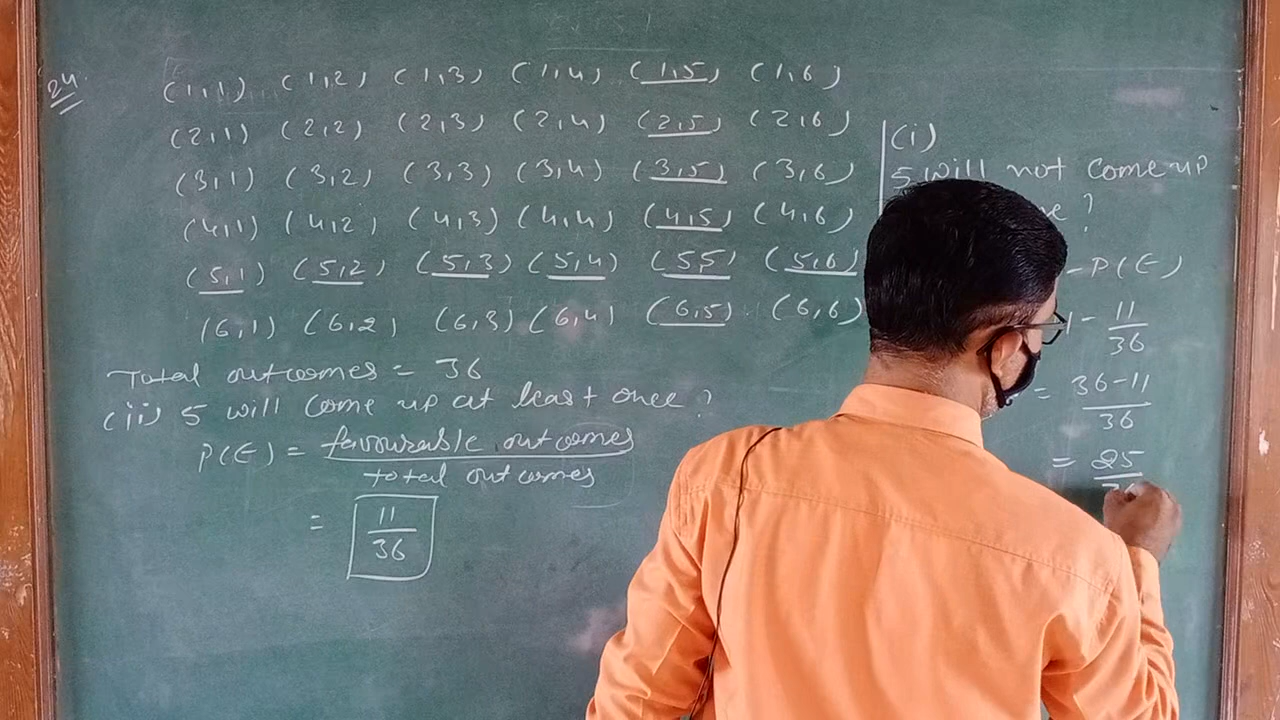 24.
(1,1) (1,2) (1,3) (1,4) (1,5) (1,6)
(2,1) (2,2) (2,3) (2,4) (2,5) (2,6)
(3,1) (3,2) (3,3) (3,4) (3,5) (3,6)
(4,1) (4,2) (4,3) (4,4) (4,5) (4,6)
(5,1) (5,2) (5,3) (5,4) (5,5) (5,6)
(6,1) (6,2) (6,3) (6,4) (6,5) (6,6)
Total outcomes = 36
(ii) 5 will come up at least once?
P(E) = favourable outcomes
total outcomes
= 11
36
(i)
5 will not come up
?
- P(E)
1 - 11
36
= 36-11
36
= 25